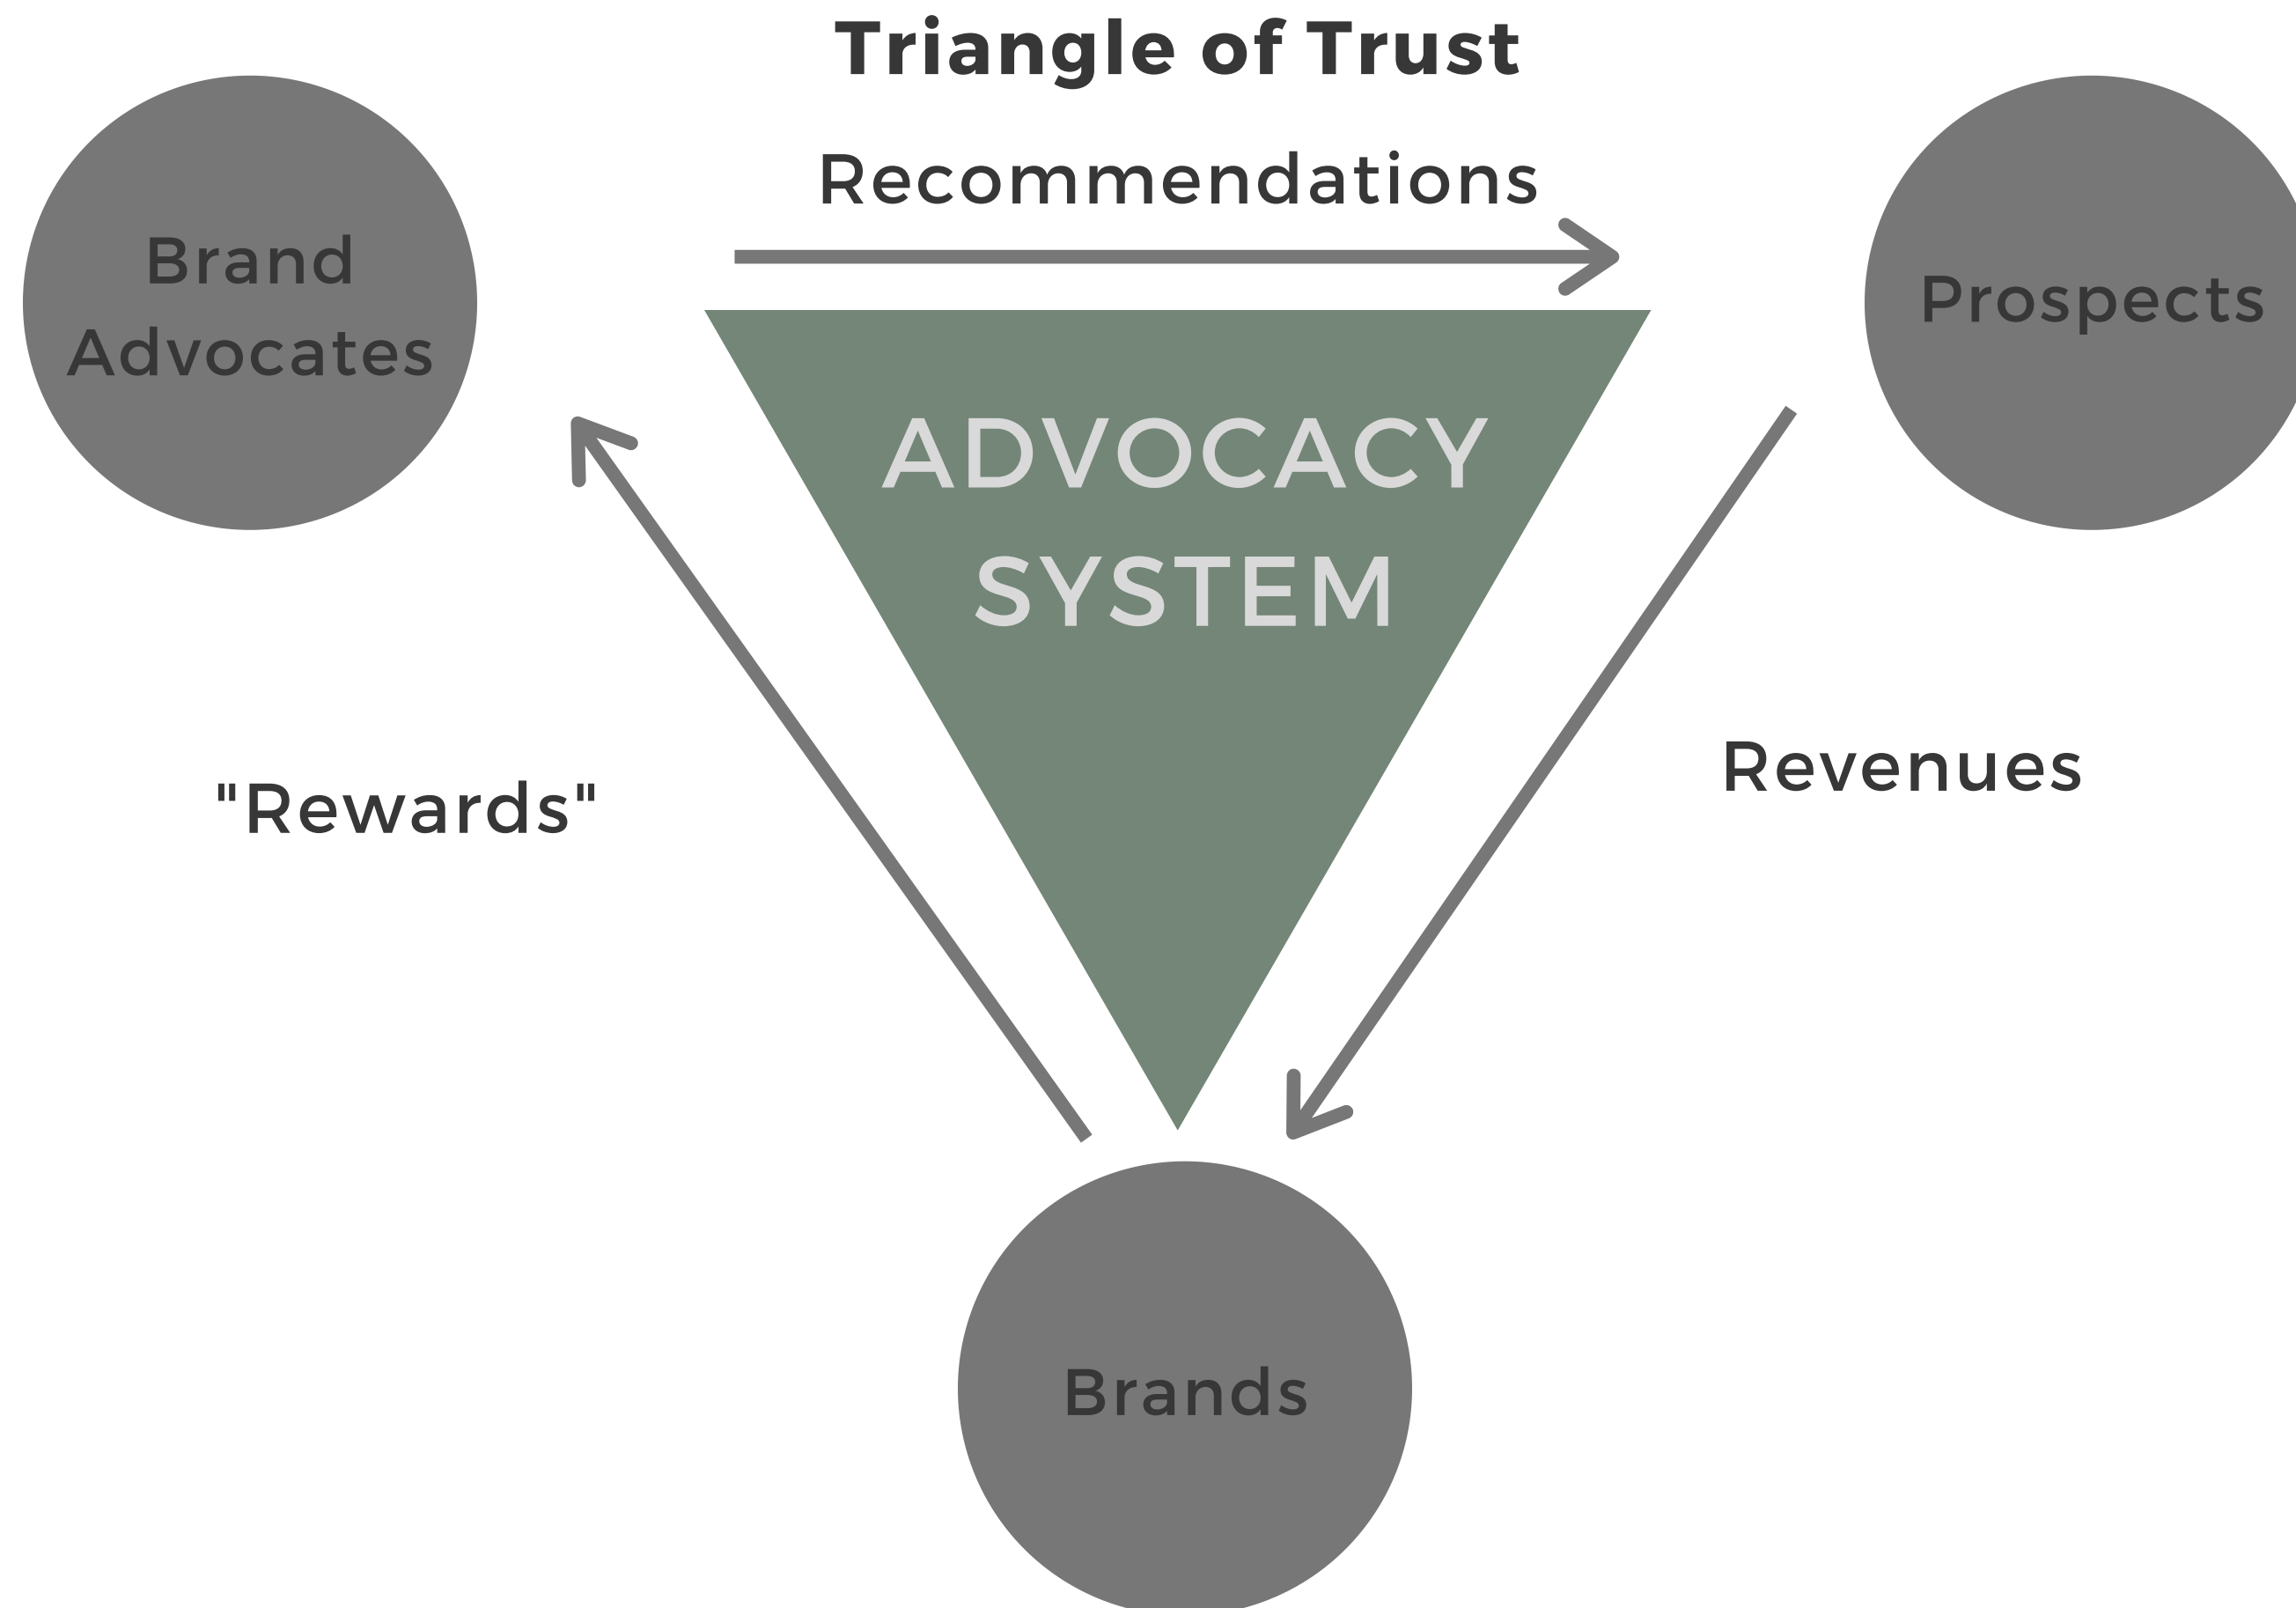 Triangle of Trust
Recommendations
Brand
Advocates
Prospects
ADVOCACY
SYSTEM
"Rewards"
Revenues
Brands